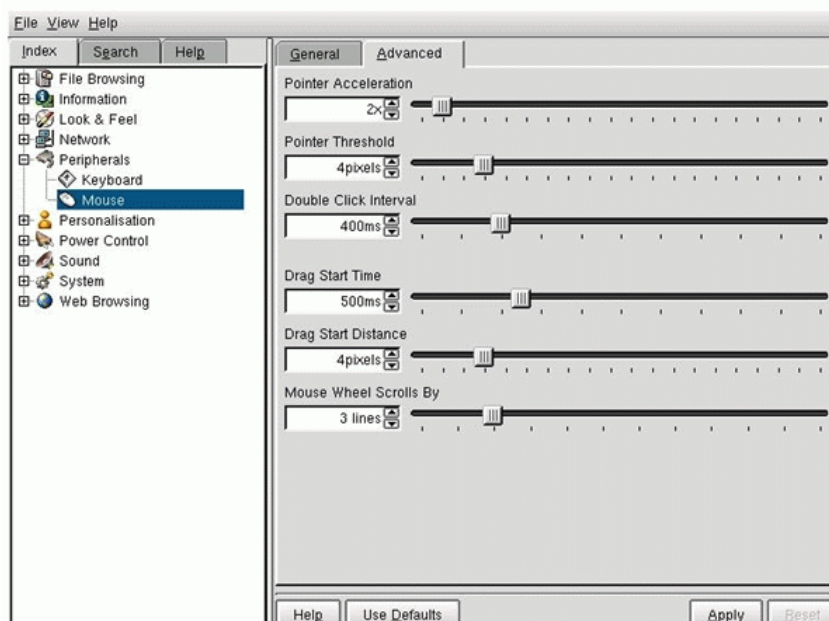 File View Help
Index Search Help
File Browsing
Information
Look & Feel
Network
Peripherals
Keyboard
Mouse
Personalisation
Power Control
Sound
System
Web Browsing
General Advanced
Pointer Acceleration
2x
Pointer Threshold
4pixels
Double Click Interval
400ms
Drag Start Time
500ms
Drag Start Distance
4pixels
Mouse Wheel Scrolls By
3 lines
Help Use Defaults Apply Reset